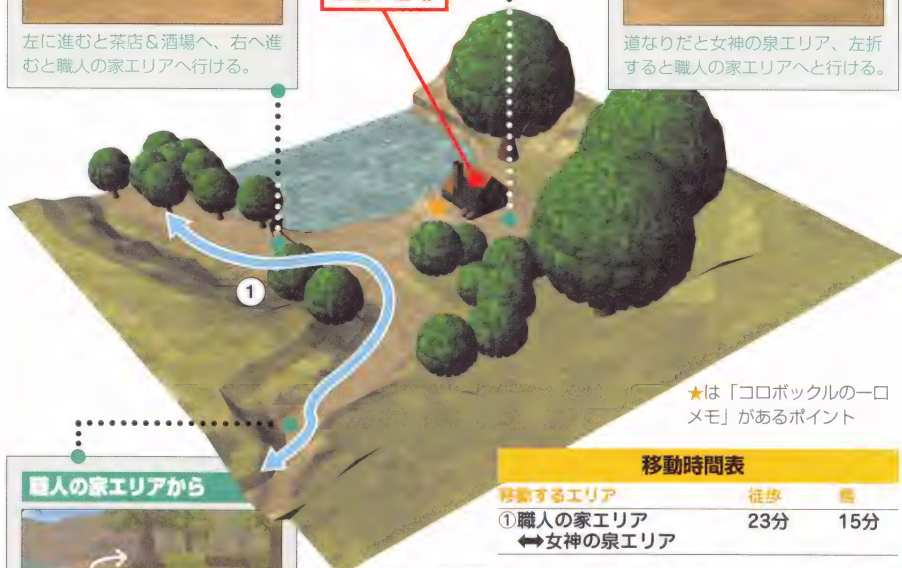 左に進むと茶店&酒場へ、右へ進
むと職人の家エリアへ行ける。
道なりだと女神の泉エリア、左折
すると職人の家エリアへと行ける。
1
★は「コロボックルの一口
メモ」があるポイント
職人の家エリアから
移動時間表
移動するエリア 徒歩 馬
①職人の家エリア 23分 15分
⟷女神の泉エリア